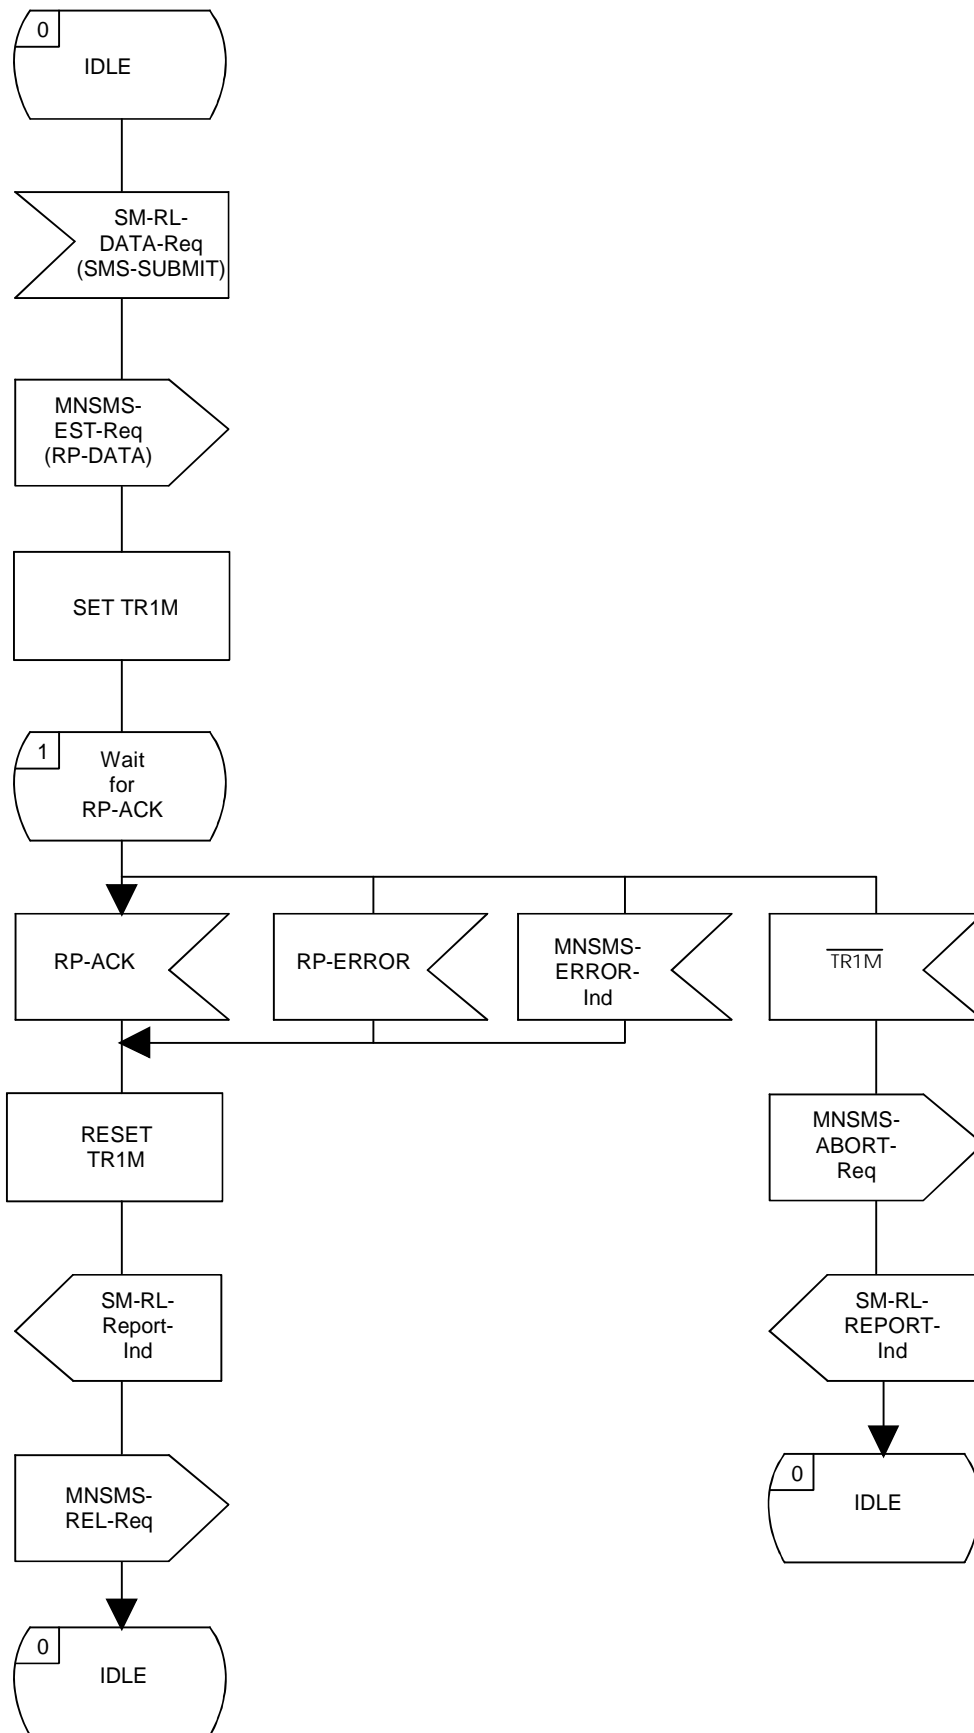 0
IDLE
SM-RL-
DATA-Req
(SMS-SUBMIT)
MNSMS-
EST-Req
(RP-DATA)
SET TR1M
1
Wait
for
RP-ACK
RP-ACK
RP-ERROR
MNSMS-
ERROR-
Ind
TR1M
RESET
TR1M
MNSMS-
ABORT-
Req
SM-RL-
Report-
Ind
SM-RL-
REPORT-
Ind
MNSMS-
REL-Req
0
IDLE
0
IDLE